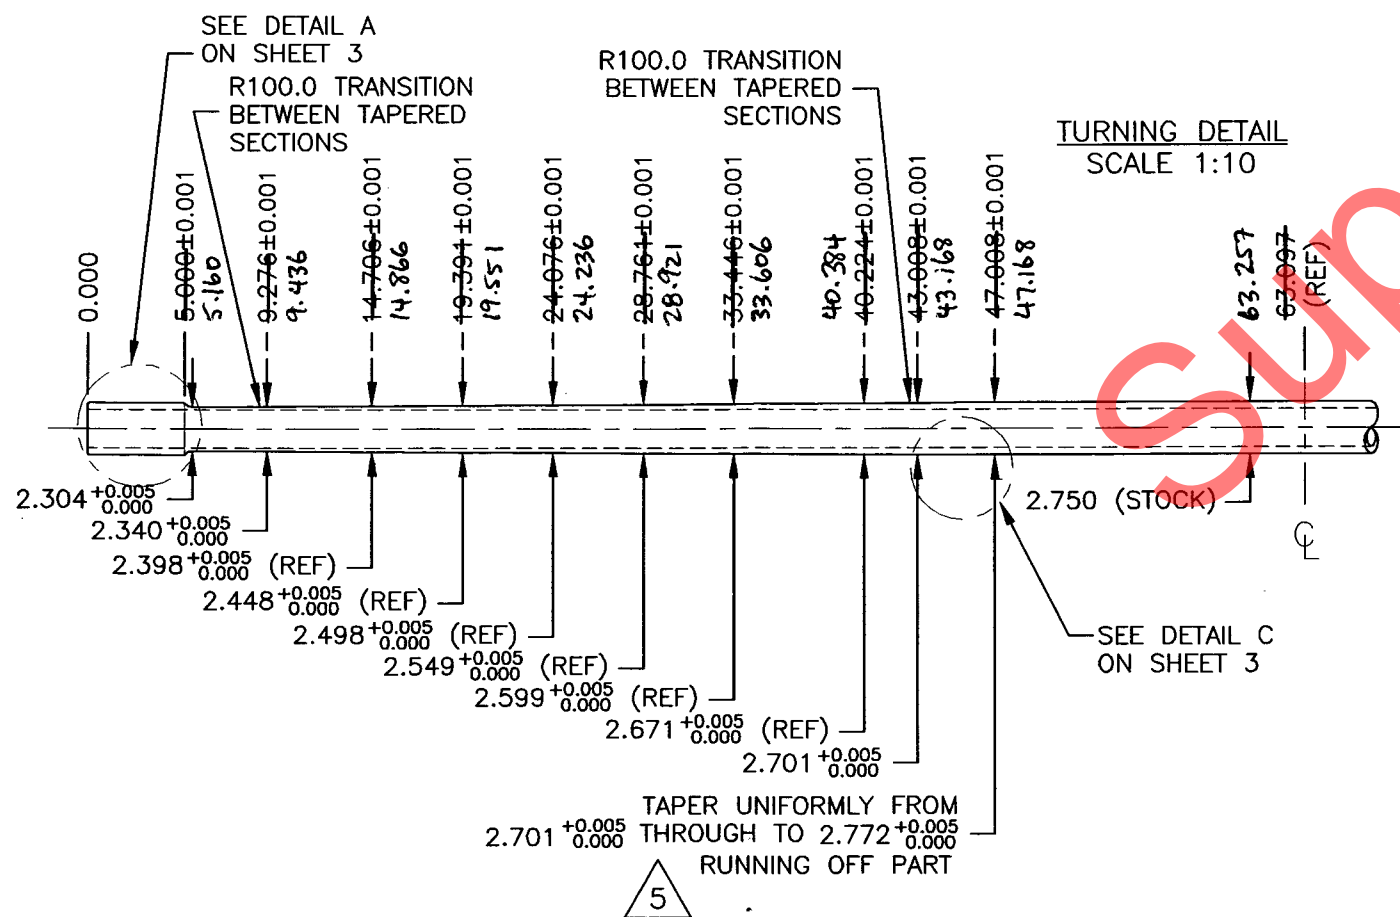 SEE DETAIL A
ON SHEET 3
R100.0 TRANSITION
BETWEEN TAPERED
SECTIONS
R100.0 TRANSITION
BETWEEN TAPERED
SECTIONS
TURNING DETAIL
SCALE 1:10
0.000
5.000±0.001
5.160
9.276±0.001
9.436
14.706±0.001
14.866
19.391±0.001
19.551
24.076±0.001
24.236
28.761±0.001
28.921
33.446±0.001
33.606
40.384
40.224±0.001
43.008±0.001
43.168
47.008±0.001
47.168
63.257
63.097
(REF)
Sup
2.304 +0.005 0.000
2.340 +0.005 0.000
2.398 +0.005 0.000 (REF)
2.448 +0.005 0.000 (REF)
2.498 +0.005 0.000 (REF)
2.549 +0.005 0.000 (REF)
2.599 +0.005 0.000 (REF)
2.671 +0.005 0.000 (REF)
2.701 +0.005 0.000
2.750 (STOCK)
CL
SEE DETAIL C
ON SHEET 3
TAPER UNIFORMLY FROM
2.701 +0.005 0.000 THROUGH TO 2.772 +0.005 0.000
RUNNING OFF PART
5